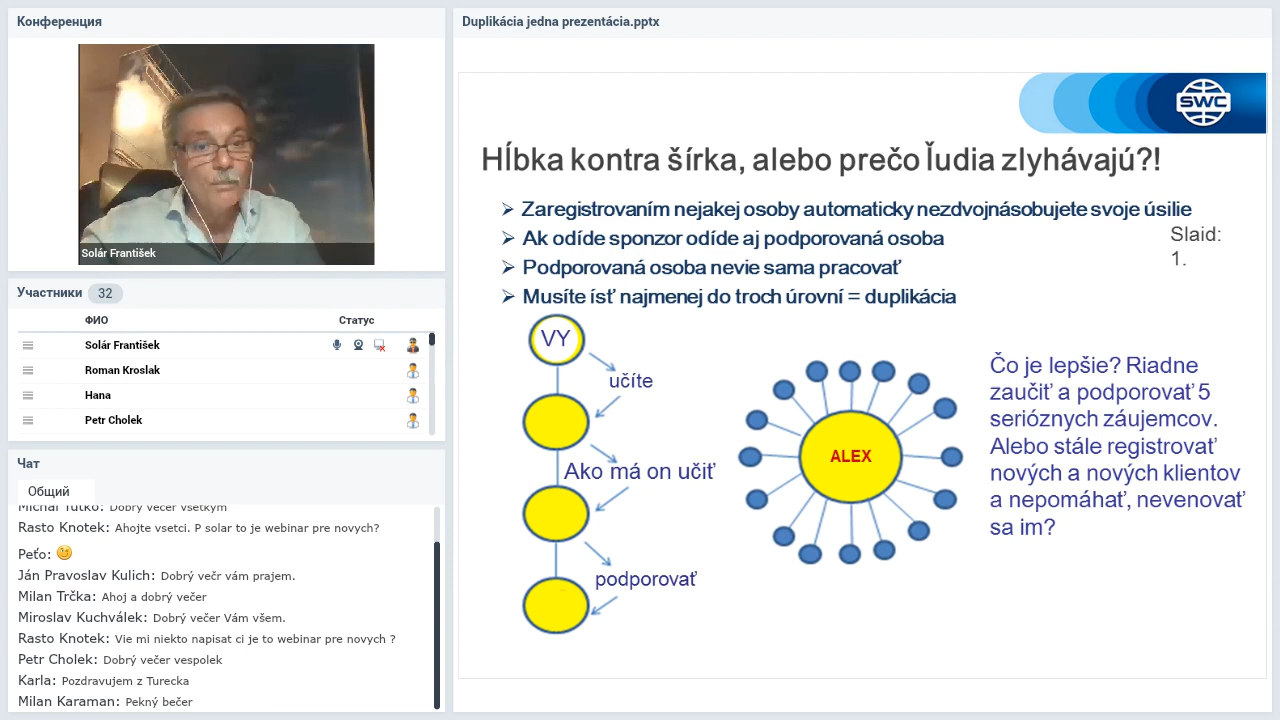 Конференция
Solár František
Участники 32
ФИО Статус
Solár František
Roman Kroslak
Hana
Petr Cholek
Чат
Общий
Michal Tutko: Dobrý večer všetkým
Rasto Knotek: Ahojte vsetci. P solar to je webinar pre novych?
Peťo:
Ján Pravoslav Kulich: Dobrý večr vám prajem.
Milan Trčka: Ahoj a dobrý večer
Miroslav Kuchválek: Dobrý večer Vám všem.
Rasto Knotek: Vie mi niekto napisat ci je to webinar pre novych ?
Petr Cholek: Dobrý večer vespolek
Karla: Pozdravujem z Turecka
Milan Karaman: Pekný bečer
Duplikácia jedna prezentácia.pptx
SWC
Hĺbka kontra šírka, alebo prečo Ľudia zlyhávajú?!
Zaregistrovaním nejakej osoby automaticky nezdvojnásobujete svoje úsilie
Ak odíde sponzor odíde aj podporovaná osoba
Podporovaná osoba nevie sama pracovať
Musíte ísť najmenej do troch úrovní = duplikácia
Slaid:
1.
VY
učíte
Ako má on učiť
podporovať
ALEX
Čo je lepšie? Riadne
zaučiť a podporovať 5
serióznych záujemcov.
Alebo stále registrovať
nových a nových klientov
a nepomáhať, nevenovať
sa im?